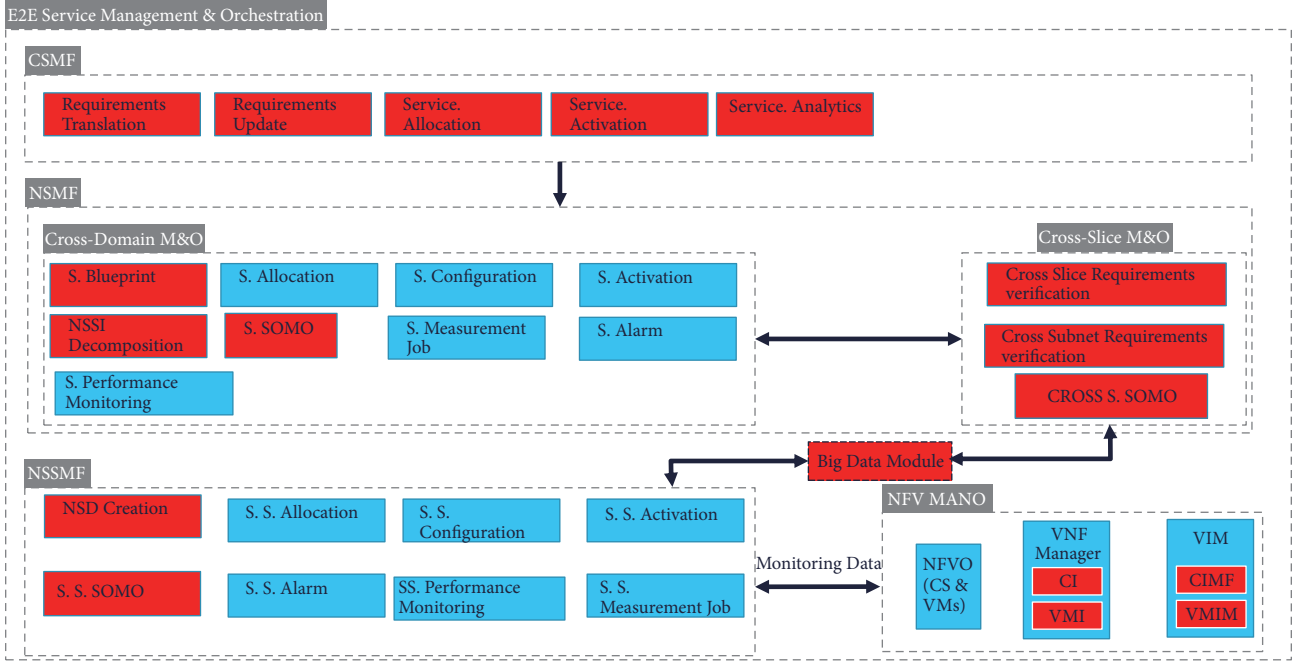 E2E Service Management & Orchestration
CSMF
Requirements
Translation
Requirements
Update
Service.
Allocation
Service.
Activation
Service. Analytics
NSMF
Cross-Domain M&O
S. Blueprint
S. Allocation
S. Configuration
S. Activation
NSSI
Decomposition
S. SOMO
S. Measurement
Job
S. Alarm
S. Performance
Monitoring
Cross-Slice M&O
Cross Slice Requirements
verification
Cross Subnet Requirements
verification
CROSS S. SOMO
Big Data Module
NSSMF
NSD Creation
S. S. Allocation
S. S.
Configuration
S. S. Activation
S. S. SOMO
S. S. Alarm
SS. Performance
Monitoring
S. S.
Measurement Job
Monitoring Data
NFV MANO
NFVO
(CS &
VMs)
VNF
Manager
CI
VMI
VIM
CIMF
VMIM